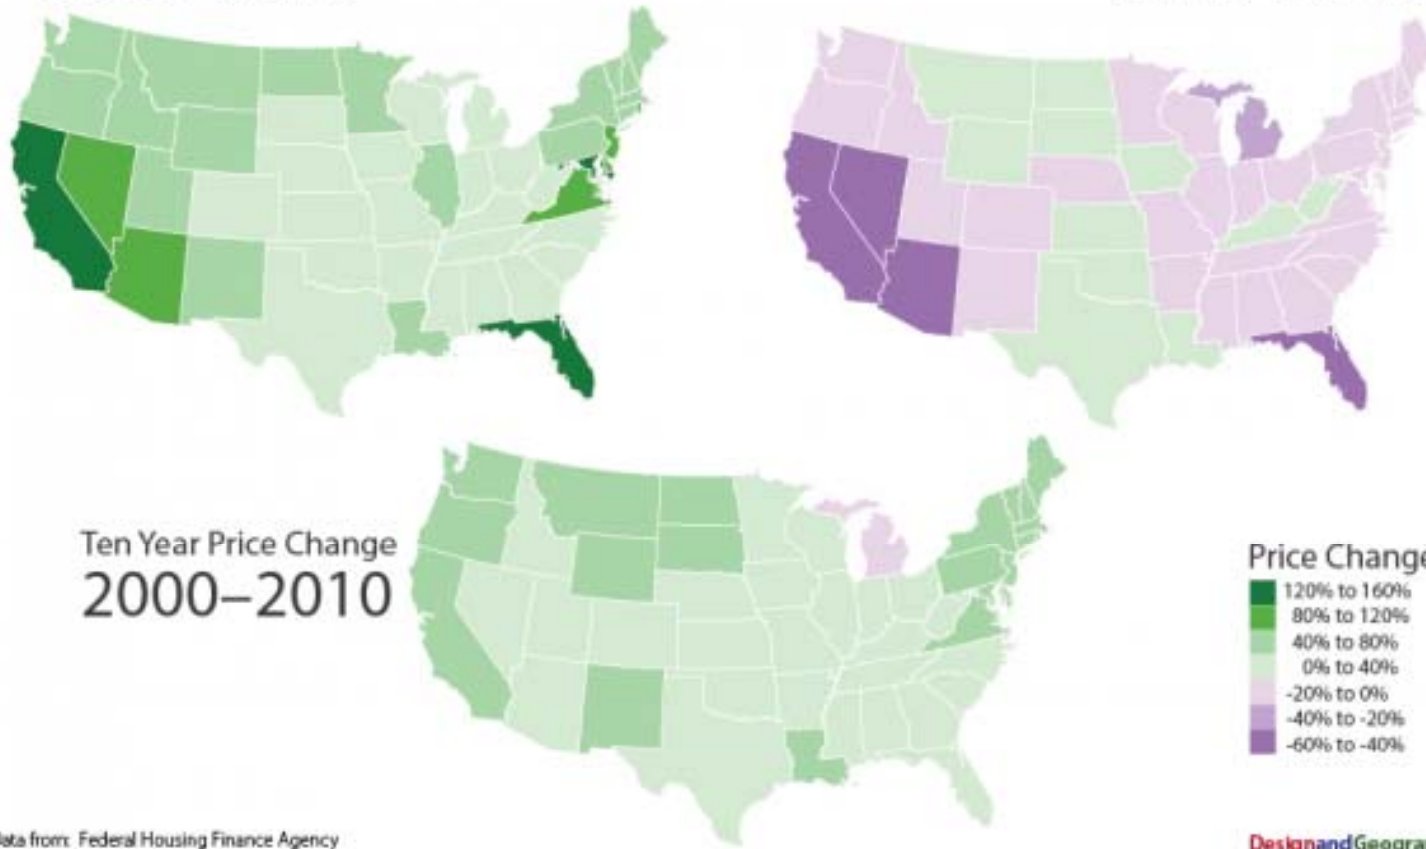 Ten Year Price Change
2000–2010
Price Change
120% to 160%
80% to 120%
40% to 80%
0% to 40%
-20% to 0%
-40% to -20%
-60% to -40%
Data from: Federal Housing Finance Agency
DesignandGeogra